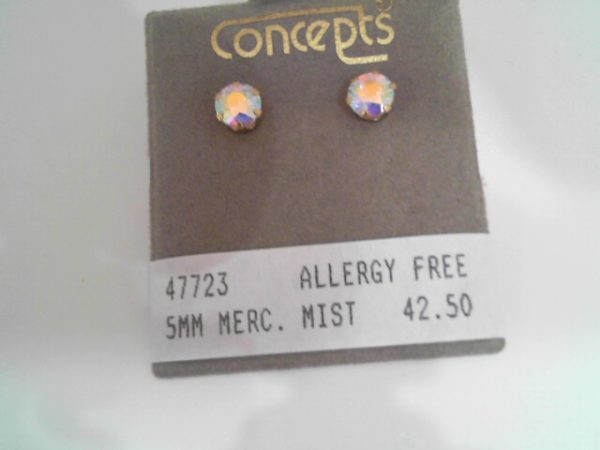 Concepts
47723 ALLERGY FREE
5MM MERC. MIST 42.50